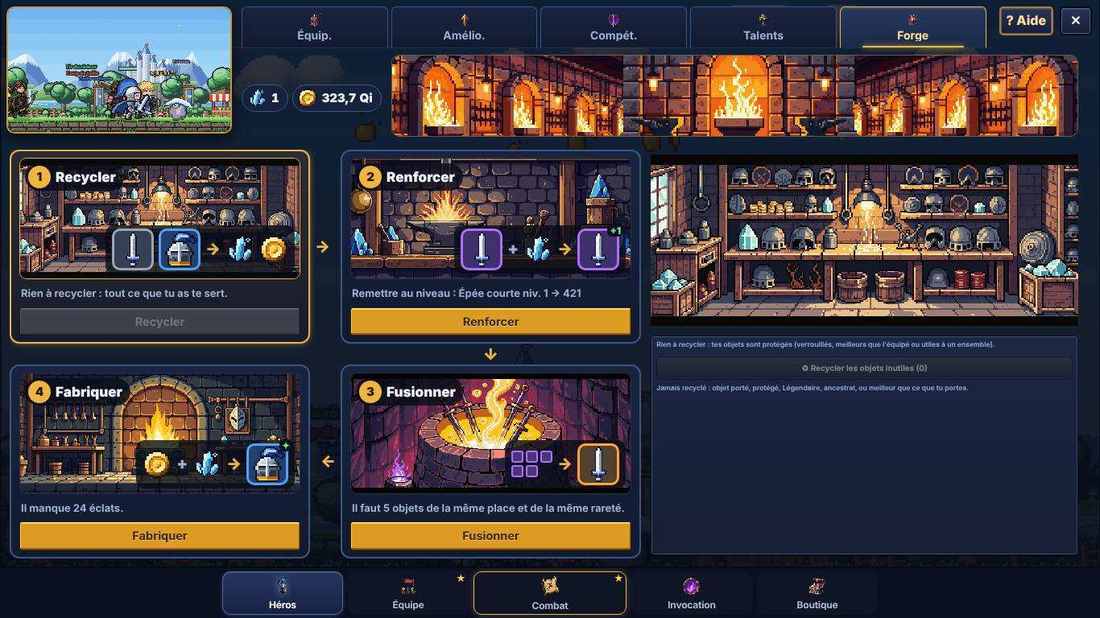 Équip.
Amélio.
Compét.
Talents
Forge
? Aide
✕
1
323,7 Qi
1 Recycler
Rien à recycler : tout ce que tu as te sert.
Recycler
2 Renforcer
+1
Remettre au niveau : Épée courte niv. 1 → 421
Renforcer
4 Fabriquer
Il manque 24 éclats.
Fabriquer
3 Fusionner
Il faut 5 objets de la même place et de la même rareté.
Fusionner
Rien à recycler : tes objets sont protégés (verrouillés, meilleurs que l'équipé ou utiles à un ensemble).
♻ Recycler les objets inutiles (0)
Jamais recyclé : objet porté, protégé, Légendaire, ancestral, ou meilleur que ce que tu portes.
Héros
Équipe
Combat
Invocation
Boutique